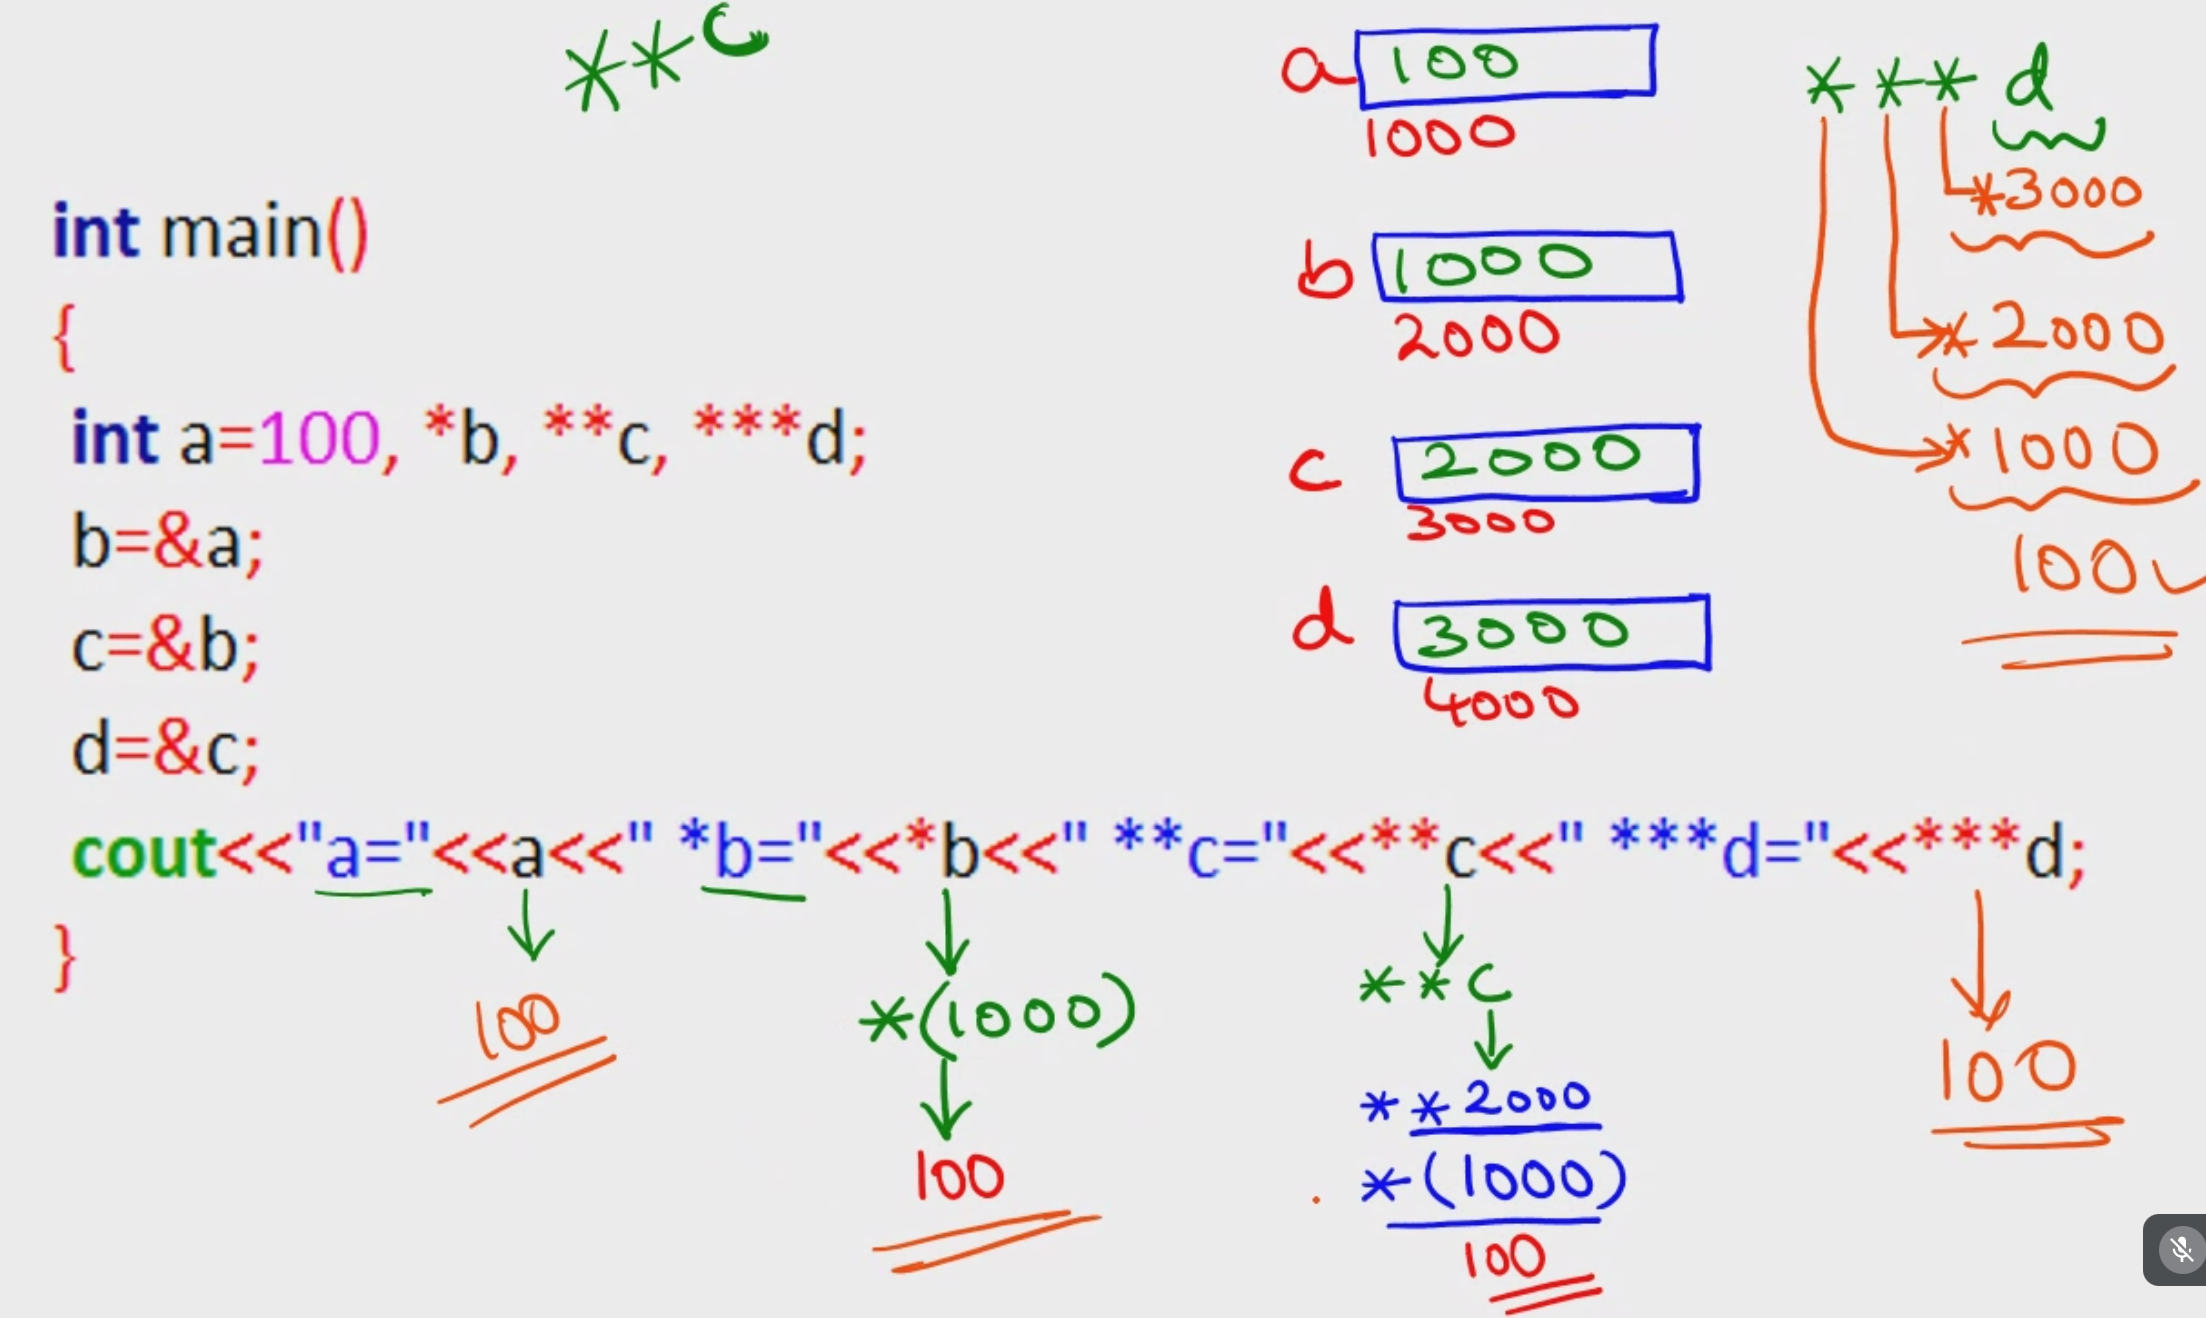 **c
int main()
{
int a=100, *b, **c, ***d;
b=&a;
c=&b;
d=&c;
cout<<"a="<<a<<" *b="<<*b<<" **c="<<**c<<" ***d="<<***d;
}
a 100
1000
b 1000
2000
c 2000
3000
d 3000
4000
*** d
*3000
*2000
*1000
100
100
*(1000)
100
**c
**2000
*(1000)
100
100